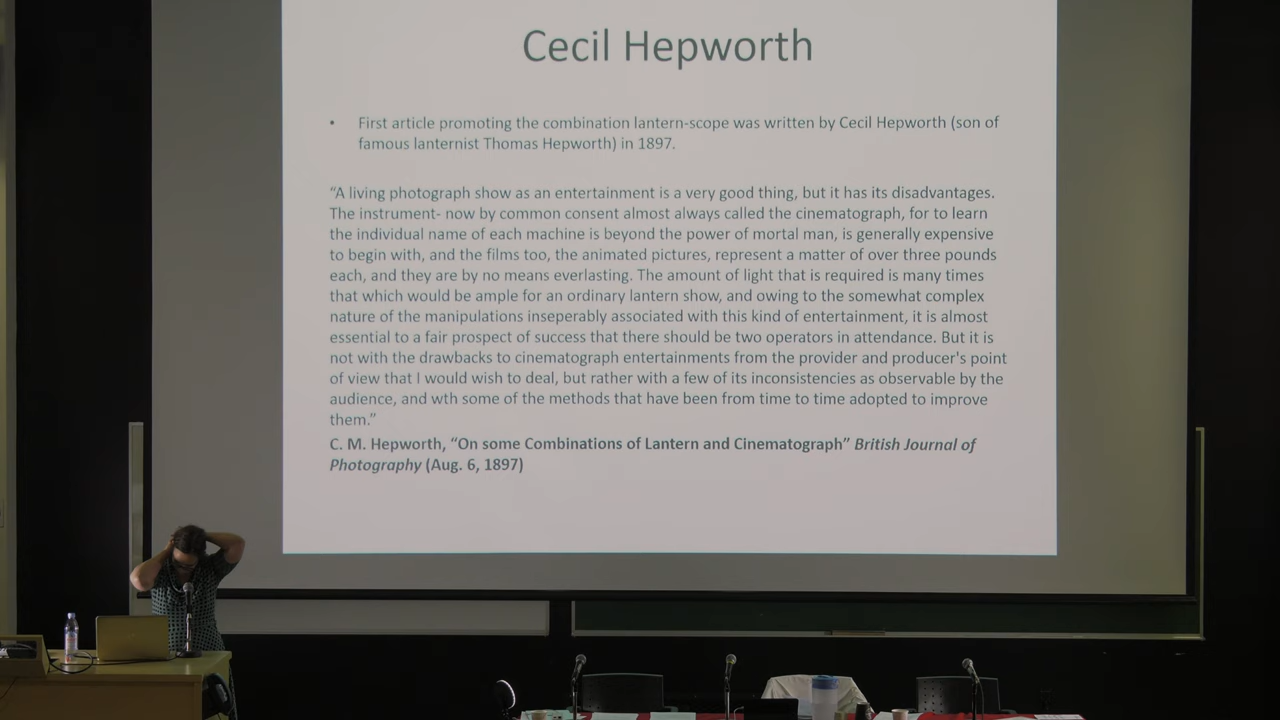 Cecil Hepworth
• First article promoting the combination lantern-scope was written by Cecil Hepworth (son of
famous lanternist Thomas Hepworth) in 1897.
“A living photograph show as an entertainment is a very good thing, but it has its disadvantages.
The instrument- now by common consent almost always called the cinematograph, for to learn
the individual name of each machine is beyond the power of mortal man, is generally expensive
to begin with, and the films too, the animated pictures, represent a matter of over three pounds
each, and they are by no means everlasting. The amount of light that is required is many times
that which would be ample for an ordinary lantern show, and owing to the somewhat complex
nature of the manipulations inseperably associated with this kind of entertainment, it is almost
essential to a fair prospect of success that there should be two operators in attendance. But it is
not with the drawbacks to cinematograph entertainments from the provider and producer's point
of view that I would wish to deal, but rather with a few of its inconsistencies as observable by the
audience, and wth some of the methods that have been from time to time adopted to improve
them.”
C. M. Hepworth, “On some Combinations of Lantern and Cinematograph” British Journal of
Photography (Aug. 6, 1897)